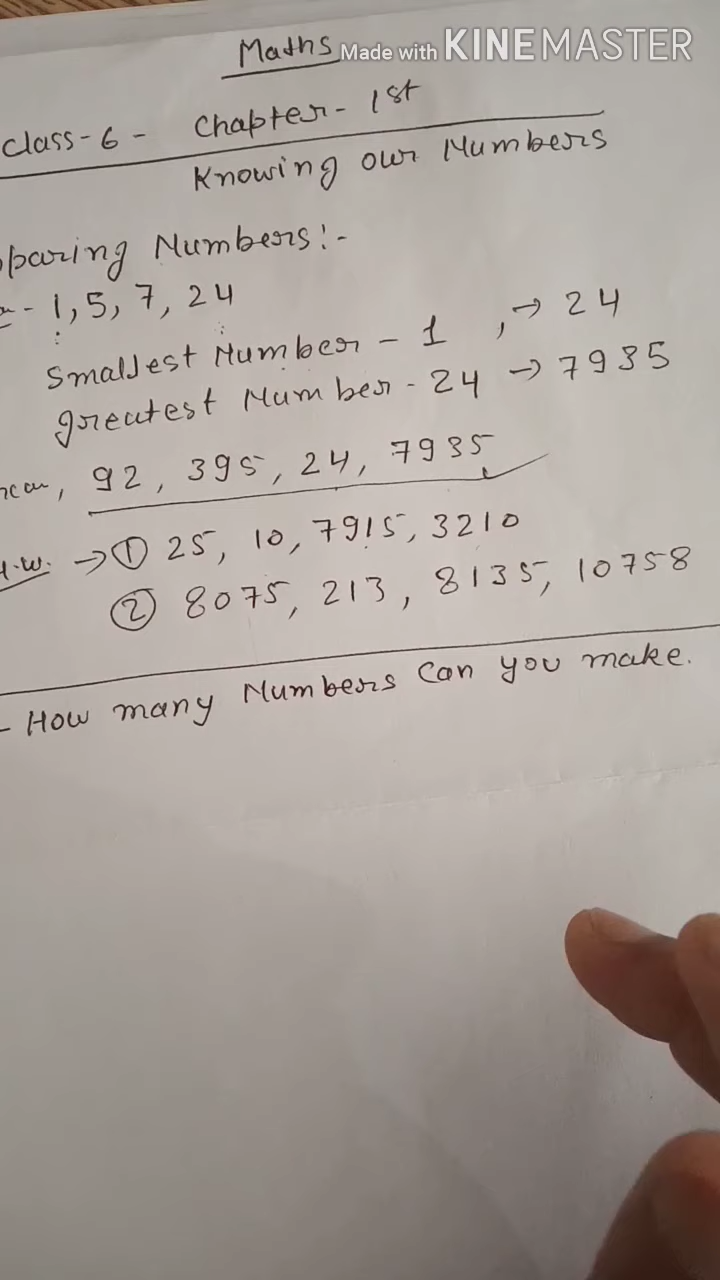 Maths
Made with KINEMASTER
Class-6 - Chapter- 1st
Knowing our Numbers
paring Numbers:-
- 1, 5, 7, 24
Smallest Number - 1 , → 24
greatest Number - 24 → 7935
, 92, 395, 24, 7935
.W. → ① 25, 10, 7915, 3210
② 8075, 213, 8135, 10758
- How many Numbers Can you make.